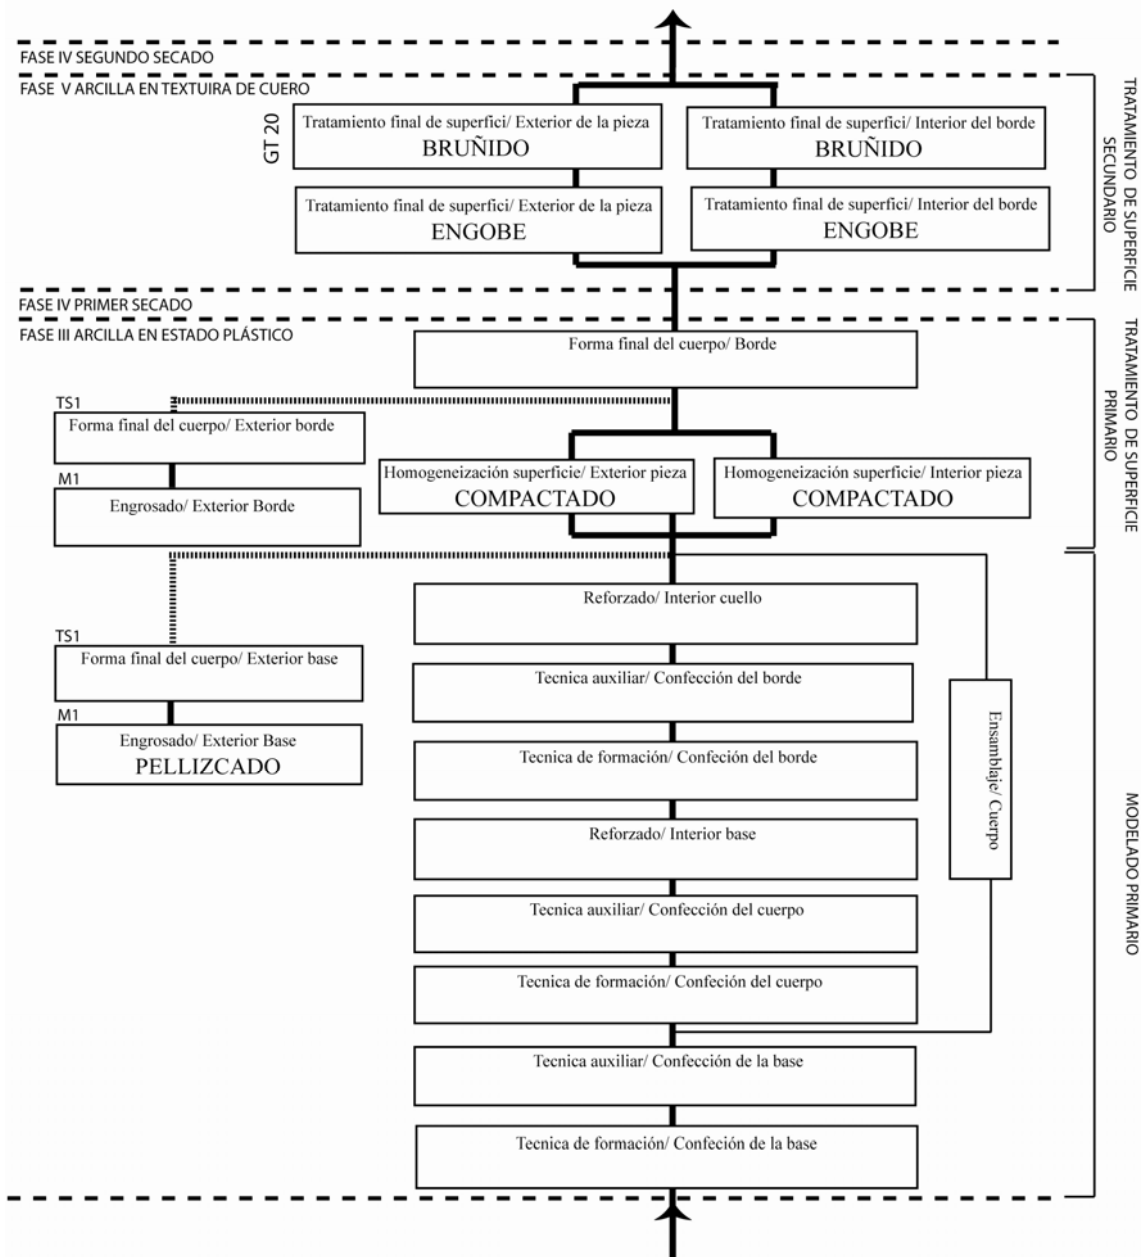 FASE IV SEGUNDO SECADO
FASE V ARCILLA EN TEXTUIRA DE CUERO
GT 20
Tratamiento final de superfici/ Exterior de la pieza
BRUÑIDO
Tratamiento final de superfici/ Interior del borde
BRUÑIDO
Tratamiento final de superfici/ Exterior de la pieza
ENGOBE
Tratamiento final de superfici/ Interior del borde
ENGOBE
TRATAMIENTO DE SUPERFICIE
SECUNDARIO
FASE IV PRIMER SECADO
FASE III ARCILLA EN ESTADO PLÁSTICO
Forma final del cuerpo/ Borde
TS1
Forma final del cuerpo/ Exterior borde
M1
Engrosado/ Exterior Borde
Homogeneización superficie/ Exterior pieza
COMPACTADO
Homogeneización superficie/ Interior pieza
COMPACTADO
TRATAMIENTO DE SUPERFICIE
PRIMARIO
Reforzado/ Interior cuello
TS1
Forma final del cuerpo/ Exterior base
M1
Engrosado/ Exterior Base
PELLIZCADO
Tecnica auxiliar/ Confección del borde
Tecnica de formación/ Confeción del borde
Reforzado/ Interior base
Tecnica auxiliar/ Confección del cuerpo
Tecnica de formación/ Confeción del cuerpo
Ensamblaje/ Cuerpo
Tecnica auxiliar/ Confección de la base
Tecnica de formación/ Confeción de la base
MODELADO PRIMARIO